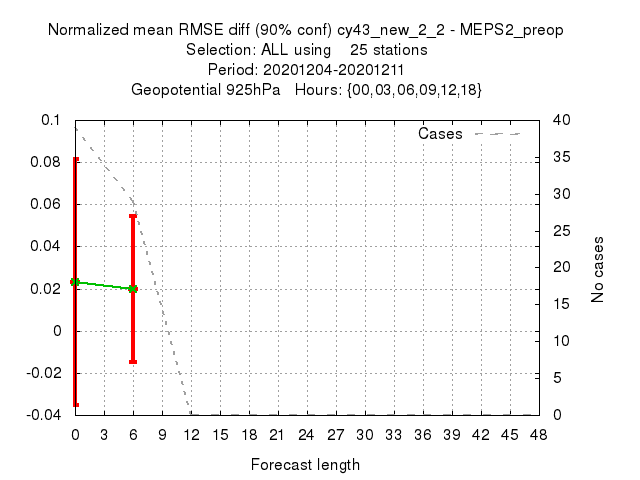 Normalized mean RMSE diff (90% conf) cy43_new_2_2 - MEPS2_preop
Selection: ALL using    25 stations
Period: 20201204-20201211
Geopotential 925hPa   Hours: {00,03,06,09,12,18}
Cases
0.1
0.08
0.06
0.04
0.02
0
-0.02
-0.04
40
35
30
25
20
15
10
5
0
No cases
0 3 6 9 12 15 18 21 24 27 30 33 36 39 42 45 48
Forecast length